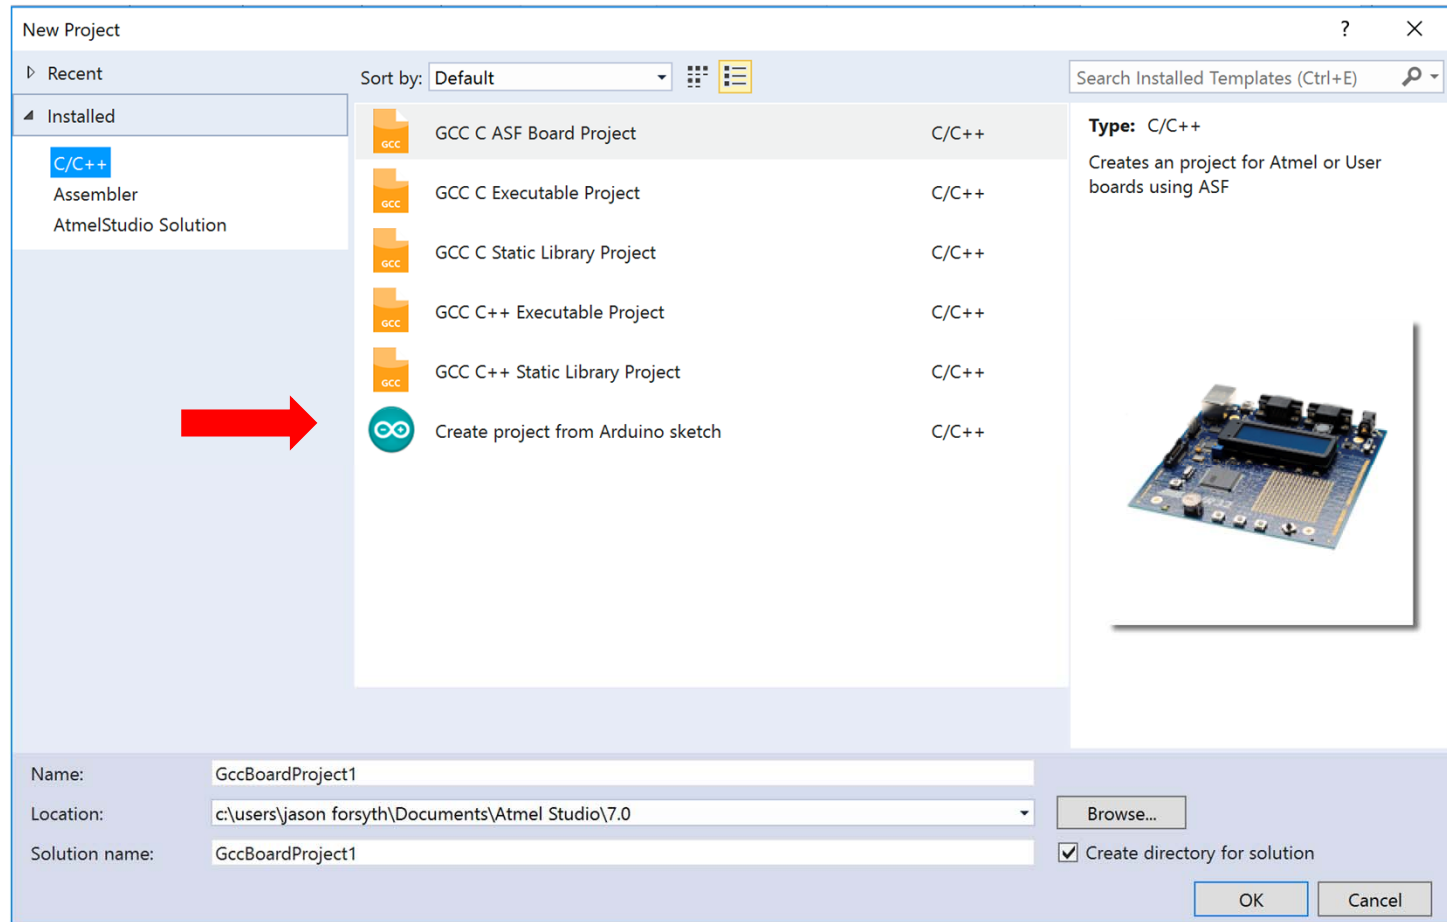 New Project
?
Recent
Sort by: Default
Search Installed Templates (Ctrl+E)
Installed
C/C++
Assembler
AtmelStudio Solution
GCC
GCC C ASF Board Project C/C++
GCC
GCC C Executable Project C/C++
GCC
GCC C Static Library Project C/C++
GCC
GCC C++ Executable Project C/C++
GCC
GCC C++ Static Library Project C/C++
Create project from Arduino sketch C/C++
Type: C/C++
Creates an project for Atmel or User
boards using ASF
Name: GccBoardProject1
Location: c:\users\jason forsyth\Documents\Atmel Studio\7.0
Browse...
Solution name: GccBoardProject1
Create directory for solution
OK Cancel